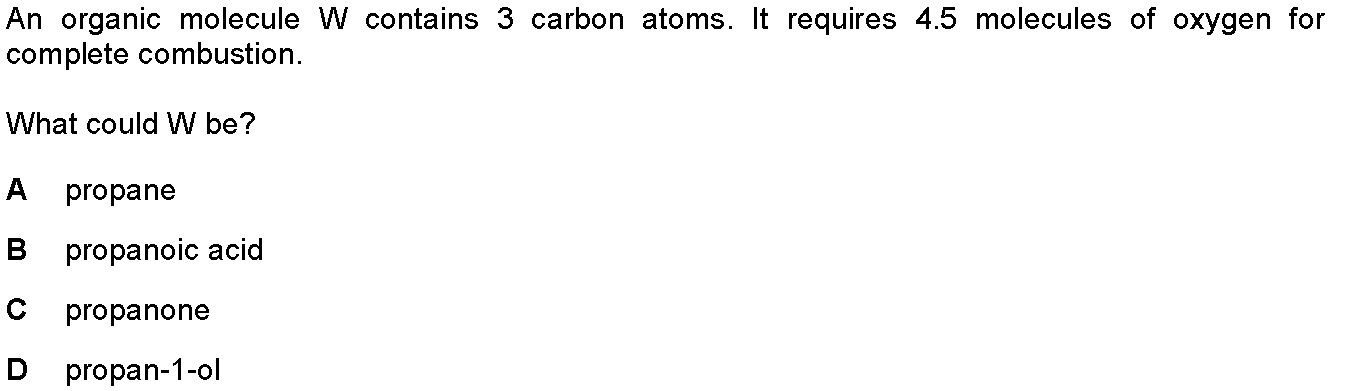 An organic molecule W contains 3 carbon atoms. It requires 4.5 molecules of oxygen for
complete combustion.
What could W be?
A propane
B propanoic acid
C propanone
D propan-1-ol